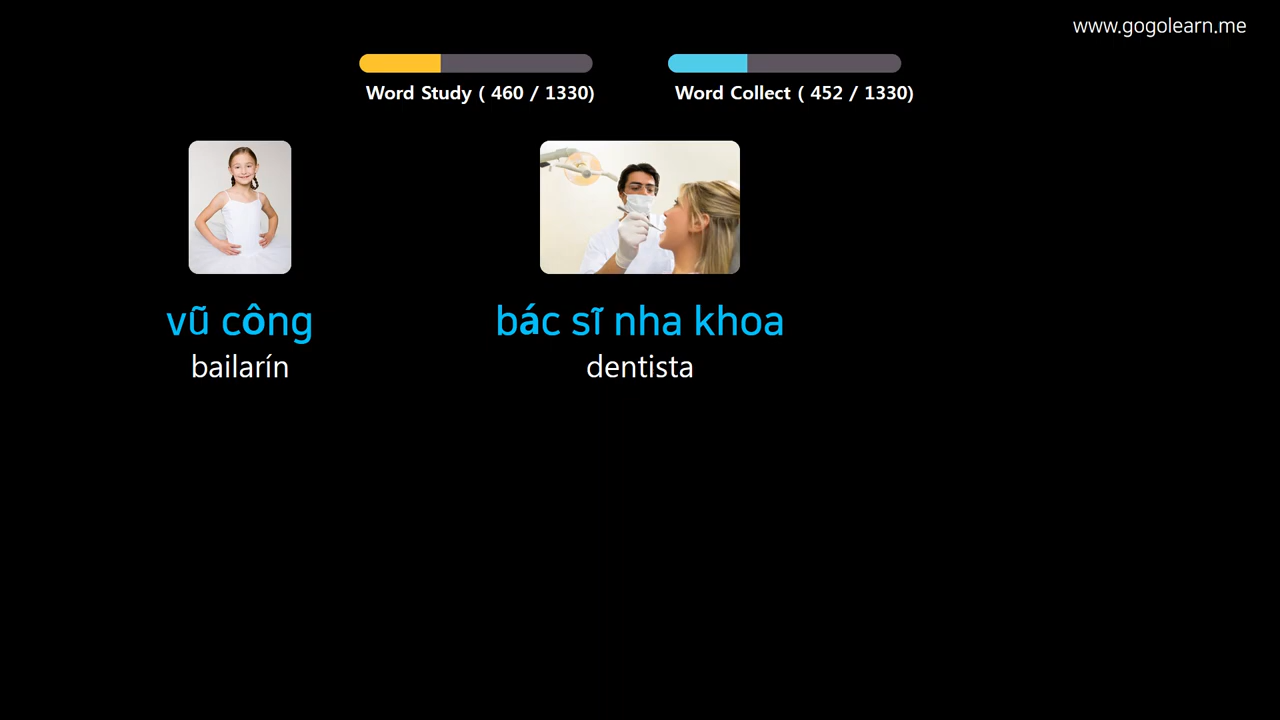 www.gogolearn.me
Word Study ( 460 / 1330)
Word Collect ( 452 / 1330)
vũ công
bailarín
bác sĩ nha khoa
dentista